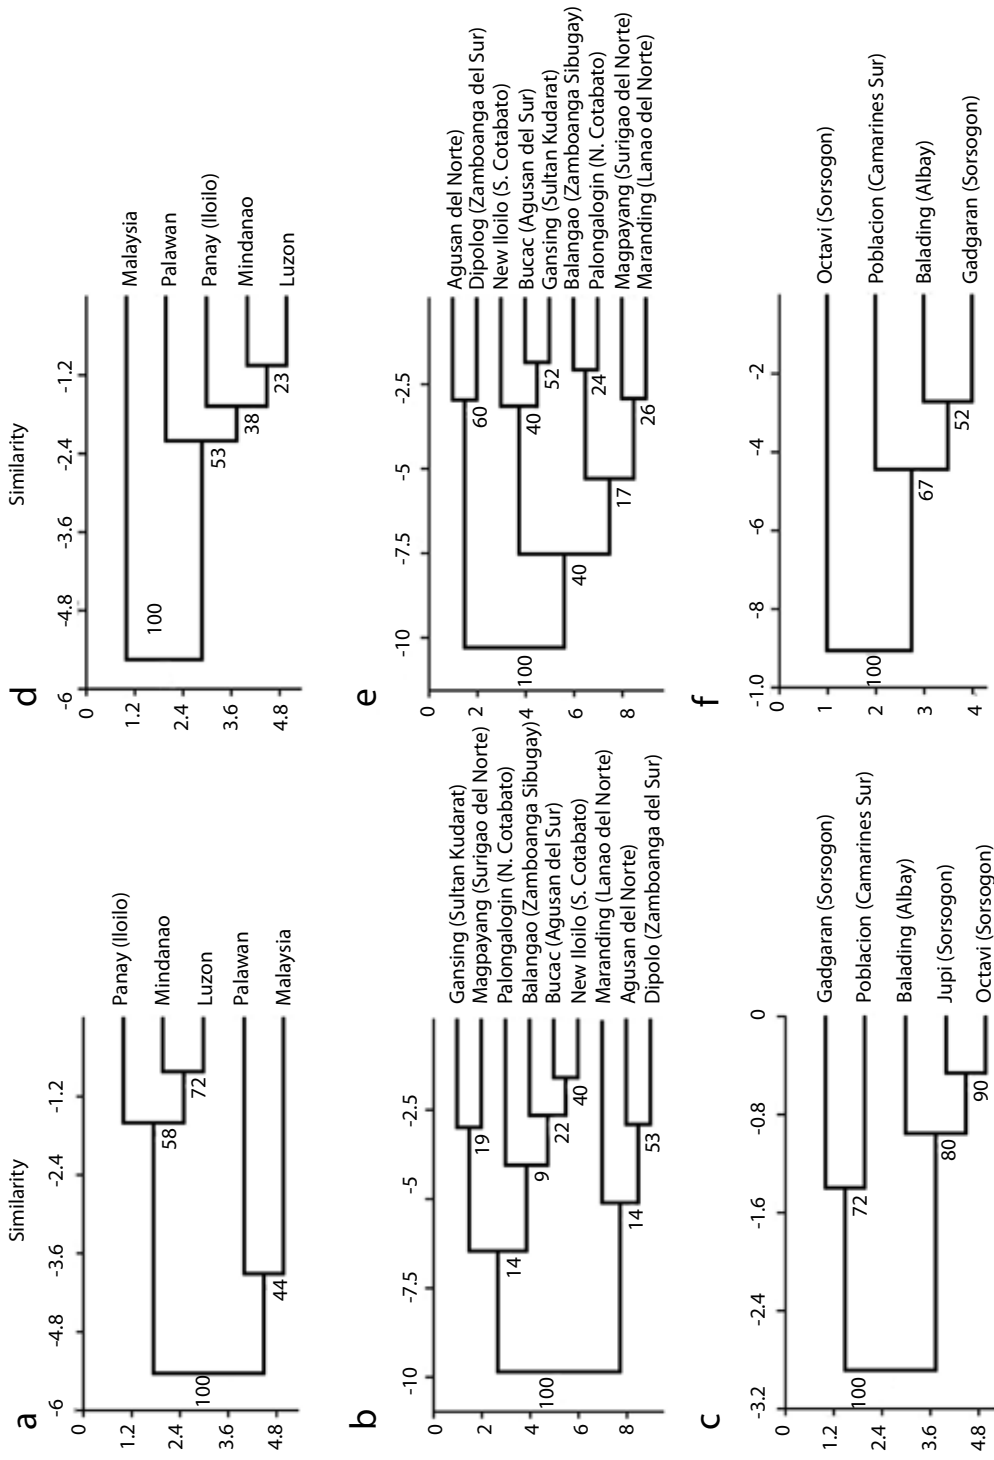 a
Similarity
-6
-4.8
-3.6
-2.4
-1.2
0
1.2
2.4
3.6
4.8
Panay (Iloilo)
Mindanao
Luzon
Palawan
Malaysia
58
72
44
100
b
-10
-7.5
-5
-2.5
0
2
4
6
8
Gansing (Sultan Kudarat)
Magpayang (Surigao del Norte)
Palongalogin (N. Cotabato)
Balangao (Zamboanga Sibugay)
Bucac (Agusan del Sur)
New Iloilo (S. Cotabato)
Maranding (Lanao del Norte)
Agusan del Norte)
Dipolo (Zamboanga del Sur)
19
9
22
40
14
14
53
100
c
-3.2
-2.4
-1.6
-0.8
0
0
1.2
2.4
3.6
4.8
Gadgaran (Sorsogon)
Poblacion (Camarines Sur)
Balading (Albay)
Jupi (Sorsogon)
Octavi (Sorsogon)
72
80
90
100
d
Similarity
-6
-4.8
-3.6
-2.4
-1.2
0
1.2
2.4
3.6
4.8
Malaysia
Palawan
Panay (Iloilo)
Mindanao
Luzon
100
53
38
23
e
-10
-7.5
-5
-2.5
0
2
4
6
8
Agusan del Norte)
Dipolog (Zamboanga del Sur)
New Iloilo (S. Cotabato)
Bucac (Agusan del Sur)
Gansing (Sultan Kudarat)
Balangao (Zamboanga Sibugay)
Palongalogin (N. Cotabato)
Magpayang (Surigao del Norte)
Maranding (Lanao del Norte)
60
40
52
24
17
26
40
100
f
-1.0
-8
-6
-4
-2
0
1
2
3
4
Octavi (Sorsogon)
Poblacion (Camarines Sur)
Balading (Albay)
Gadgaran (Sorsogon)
100
67
52